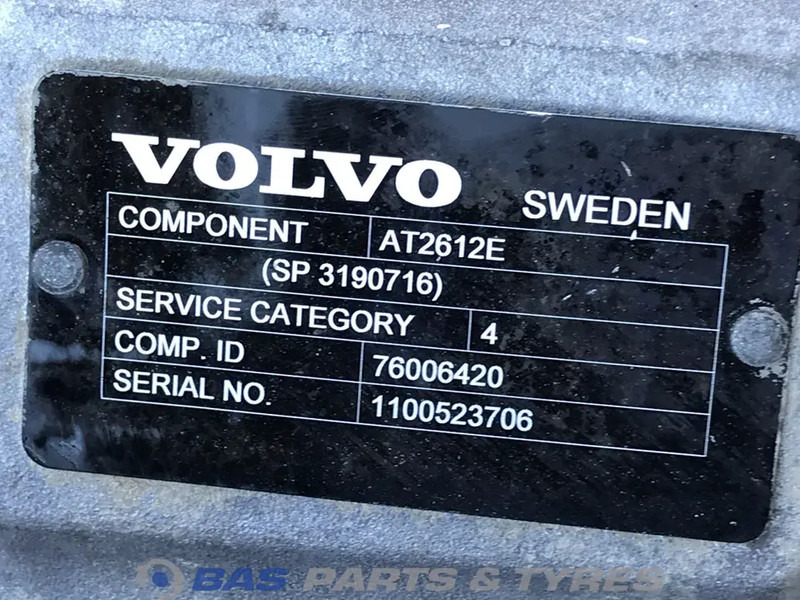 VOLVO
SWEDEN
COMPONENT AT2612E
(SP 3190716)
SERVICE CATEGORY 4
COMP. ID 76006420
SERIAL NO. 1100523706
BAS PARTS & TYRES